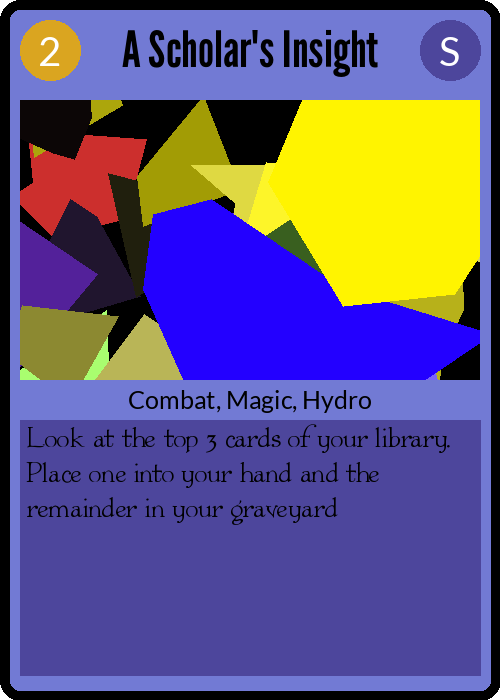 2
A Scholar's Insight
S
Combat, Magic, Hydro
Look at the top 3 cards of your library.
Place one into your hand and the
remainder in your graveyard